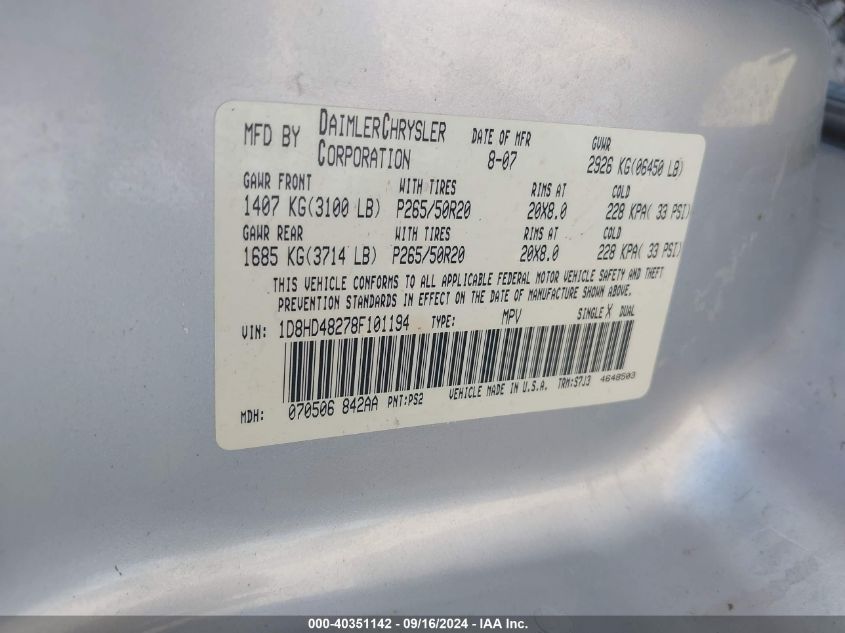 MFD BY DAIMLERCHRYSLER CORPORATION DATE OF MFR 8-07 GVWR 2926 KG(06450 LB)
GAWR FRONT WITH TIRES RIMS AT COLD
1407 KG(3100 LB) P265/50R20 20X8.0 228 KPA( 33 PSI)
GAWR REAR WITH TIRES RIMS AT COLD
1685 KG(3714 LB) P265/50R20 20X8.0 228 KPA( 33 PSI)
THIS VEHICLE CONFORMS TO ALL APPLICABLE FEDERAL MOTOR VEHICLE SAFETY AND THEFT
PREVENTION STANDARDS IN EFFECT ON THE DATE OF MANUFACTURE SHOWN ABOVE.
VIN: 1D8HD48278F101194 TYPE: MPV SINGLE X DUAL
MDH: 070506 842AA PNT:PS2 VEHICLE MADE IN U.S.A. TRM:S7J3 4648503
000-40351142 - 09/16/2024 - IAA Inc.